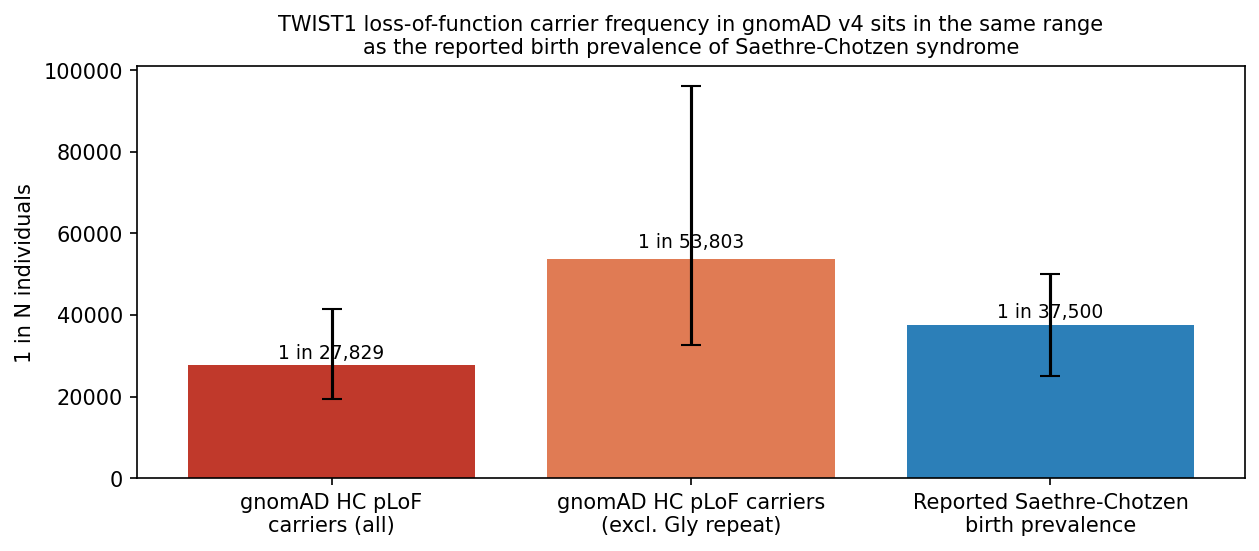 TWIST1 loss-of-function carrier frequency in gnomAD v4 sits in the same range
as the reported birth prevalence of Saethre-Chotzen syndrome
1 in N individuals
100000
80000
60000
40000
20000
0
1 in 27,829
1 in 53,803
1 in 37,500
gnomAD HC pLoF
carriers (all)
gnomAD HC pLoF carriers
(excl. Gly repeat)
Reported Saethre-Chotzen
birth prevalence